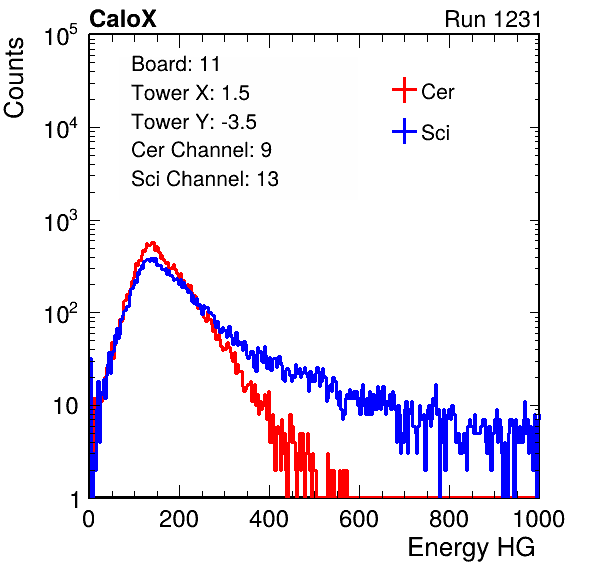 CaloX Run 1231
Counts
10^5
10^4
10^3
10^2
10
1
Board: 11
Tower X: 1.5
Tower Y: -3.5
Cer Channel: 9
Sci Channel: 13
Cer
Sci
0 200 400 600 800 1000
Energy HG